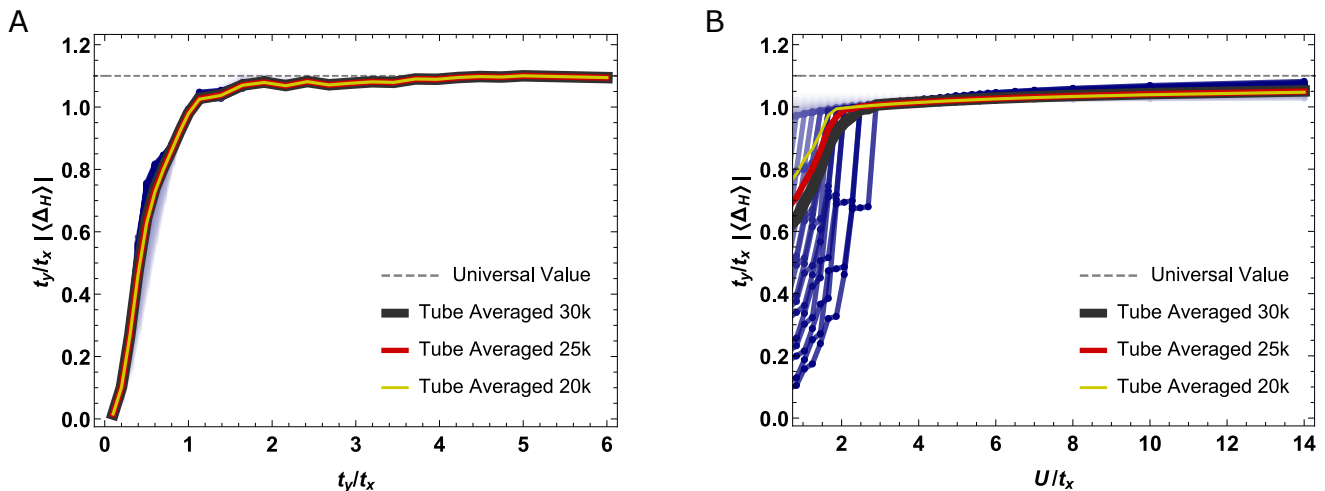 A
1.2
1.0
0.8
0.6
0.4
0.2
0.0
t_y/t_x |⟨Δ_H⟩|
Universal Value
Tube Averaged 30k
Tube Averaged 25k
Tube Averaged 20k
0 1 2 3 4 5 6
t_y/t_x
B
1.2
1.0
0.8
0.6
0.4
0.2
0.0
t_y/t_x |⟨Δ_H⟩|
Universal Value
Tube Averaged 30k
Tube Averaged 25k
Tube Averaged 20k
2 4 6 8 10 12 14
U/t_x